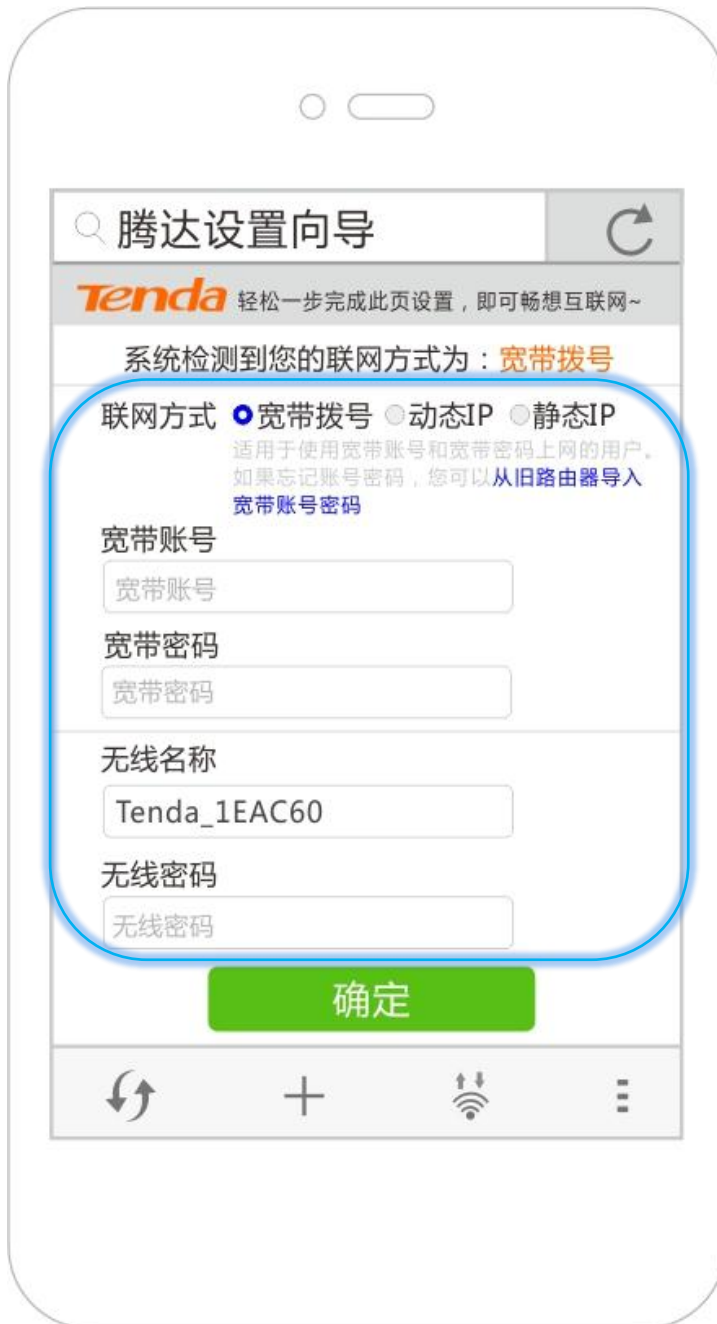 腾达设置向导
Tenda 轻松一步完成此页设置，即可畅想互联网~
系统检测到您的联网方式为：宽带拨号
联网方式 宽带拨号 动态IP 静态IP
适用于使用宽带账号和宽带密码上网的用户。
如果忘记账号密码，您可以从旧路由器导入
宽带账号密码
宽带账号
宽带账号
宽带密码
宽带密码
无线名称
Tenda_1EAC60
无线密码
无线密码
确定